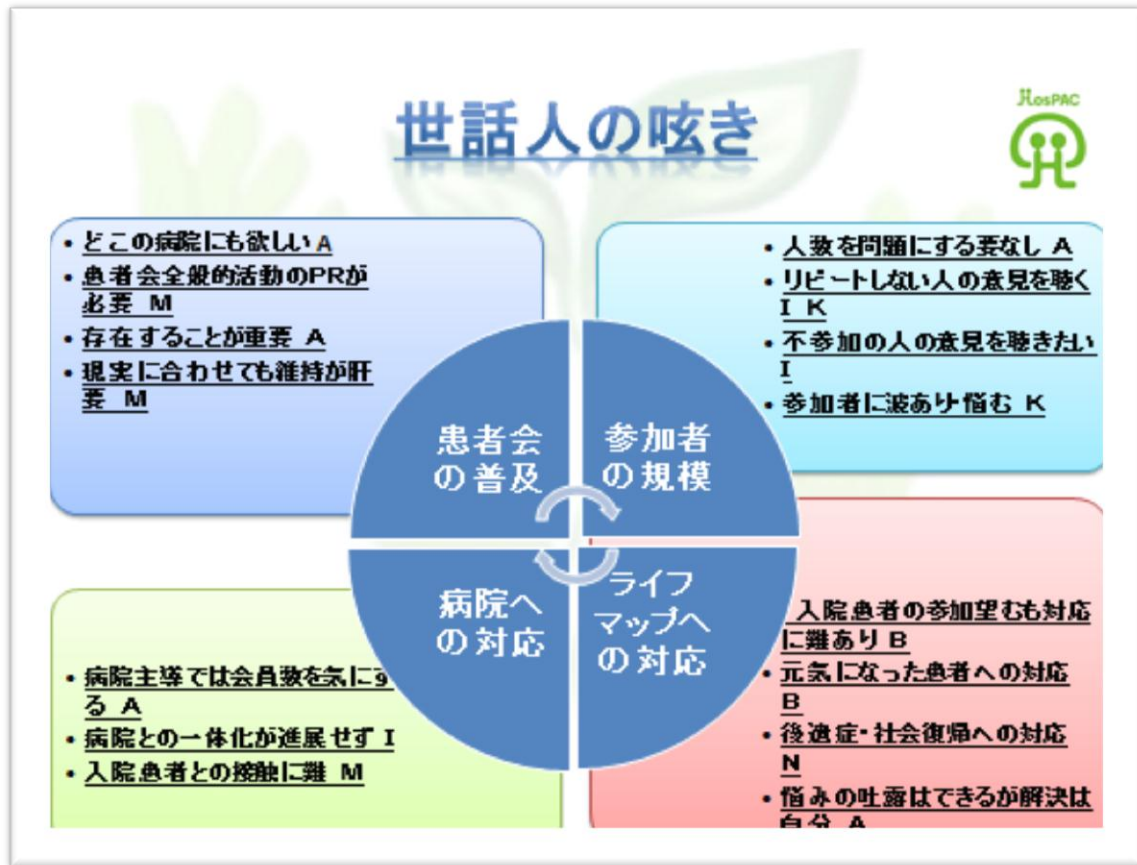 世話人の呟き
HosPAC
• どこの病院にも欲しい A
• 患者会全般的活動のPRが
必要 M
• 存在することが重要 A
• 現実に合わせても維持が肝
要 M
• 人数を問題にする要なし A
• リピートしない人の意見を聴く
I K
• 不参加の人の意見を聴きたい
I
• 参加者に波あり悩む K
患者会
の普及
参加者
の規模
病院へ
の対応
ライフ
マップへ
の対応
• 病院主導では会員数を気にす
る A
• 病院との一体化が進展せず I
• 入院患者との接触に難 M
入院患者の参加望むも対応
に難あり B
• 元気になった患者への対応
B
• 後遺症・社会復帰への対応
N
• 悩みの吐露はできるが解決は
自分 A